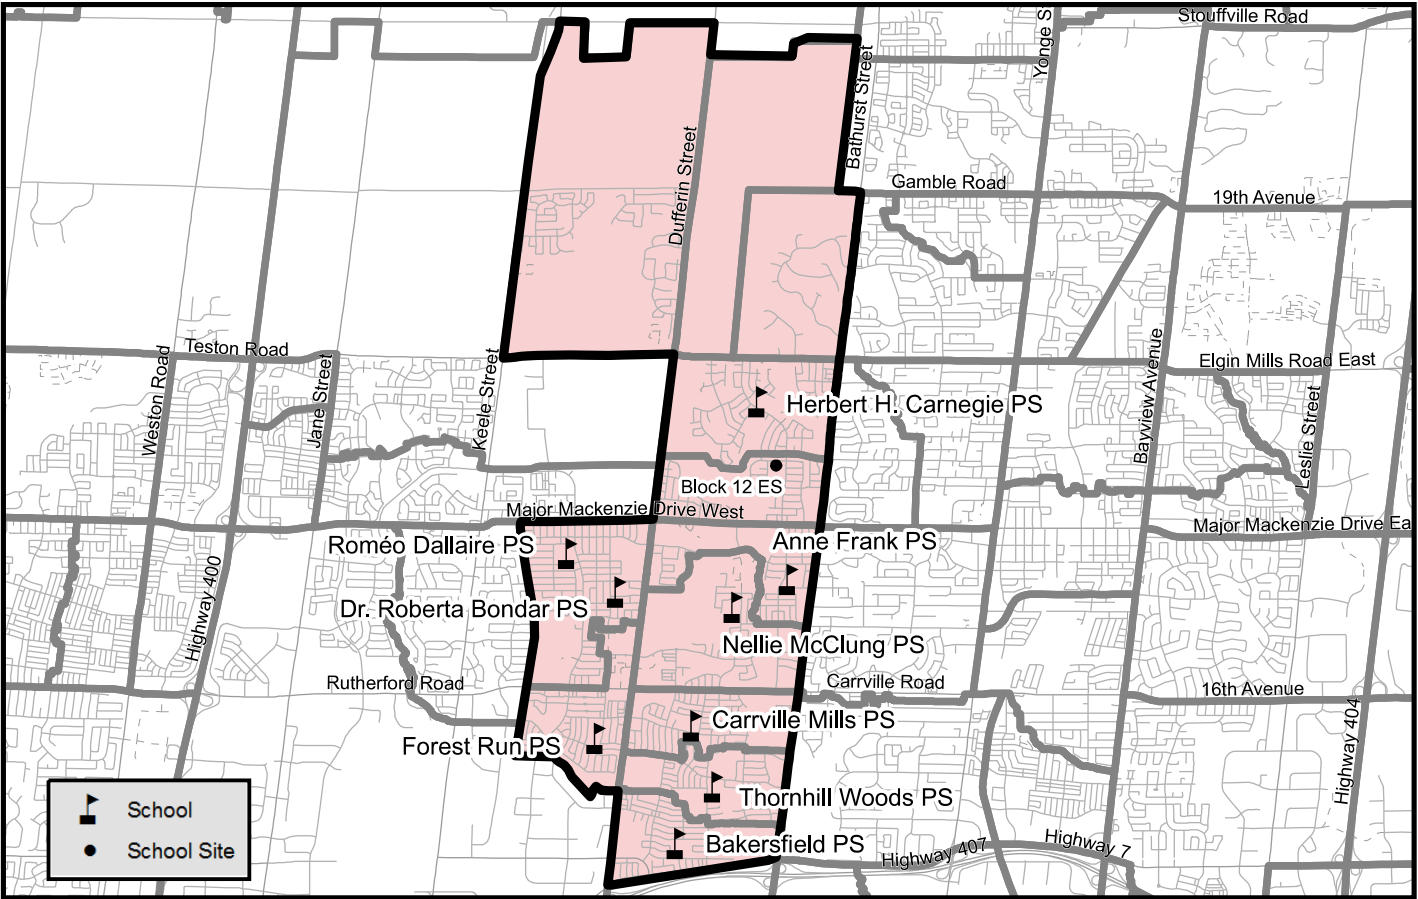 Stouffville Road
Yonge S
Bathurst Street
Dufferin Street
Gamble Road
19th Avenue
Teston Road
Weston Road
Jane Street
Keele Street
Bayview Avenue
Elgin Mills Road East
Leslie Street
Herbert H. Carnegie PS
Block 12 ES
Major Mackenzie Drive West
Major Mackenzie Drive Ea
Roméo Dallaire PS
Anne Frank PS
Highway 400
Dr. Roberta Bondar PS
Nellie McClung PS
Rutherford Road
Carrville Road
16th Avenue
Carrville Mills PS
Forest Run PS
Highway 404
Thornhill Woods PS
Bakersfield PS
Highway 407
Highway 7
School
School Site